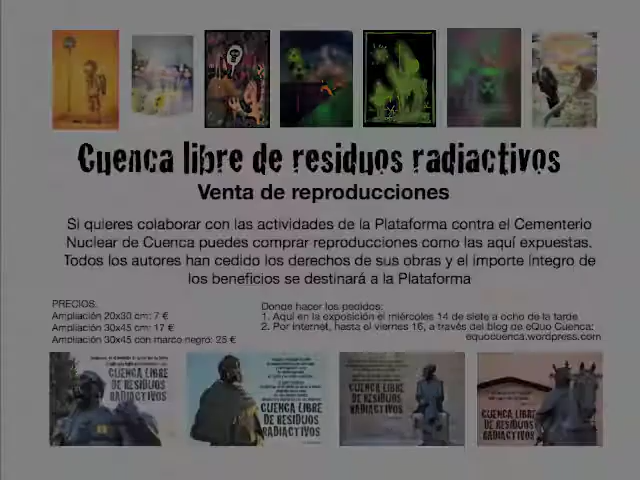 Cuenca libre de residuos radiactivos
Venta de reproducciones
Si quieres colaborar con las actividades de la Plataforma contra el Cementerio
Nuclear de Cuenca puedes comprar reproducciones como las aquí expuestas.
Todos los autores han cedido los derechos de sus obras y el importe íntegro de
los beneficios se destinará a la Plataforma
PRECIOS:
Ampliación 20x30 cm: 7 €
Ampliación 30x45 cm: 17 €
Ampliación 30x45 con marco negro: 25 €
Donde hacer los pedidos:
1. Aquí en la exposición el miércoles 14 de siete a ocho de la tarde
2. Por internet, hasta el viernes 16, a través del blog de eQuo Cuenca:
equocuenca.wordpress.com
CUENCA LIBRE
DE RESIDUOS
RADIACTIVOS
CUENCA LIBRE
DE RESIDUOS
RADIACTIVOS
CUENCA LIBRE
DE RESIDUOS
RADIACTIVOS
CUENCA LIBRE
DE RESIDUOS
RADIACTIVOS